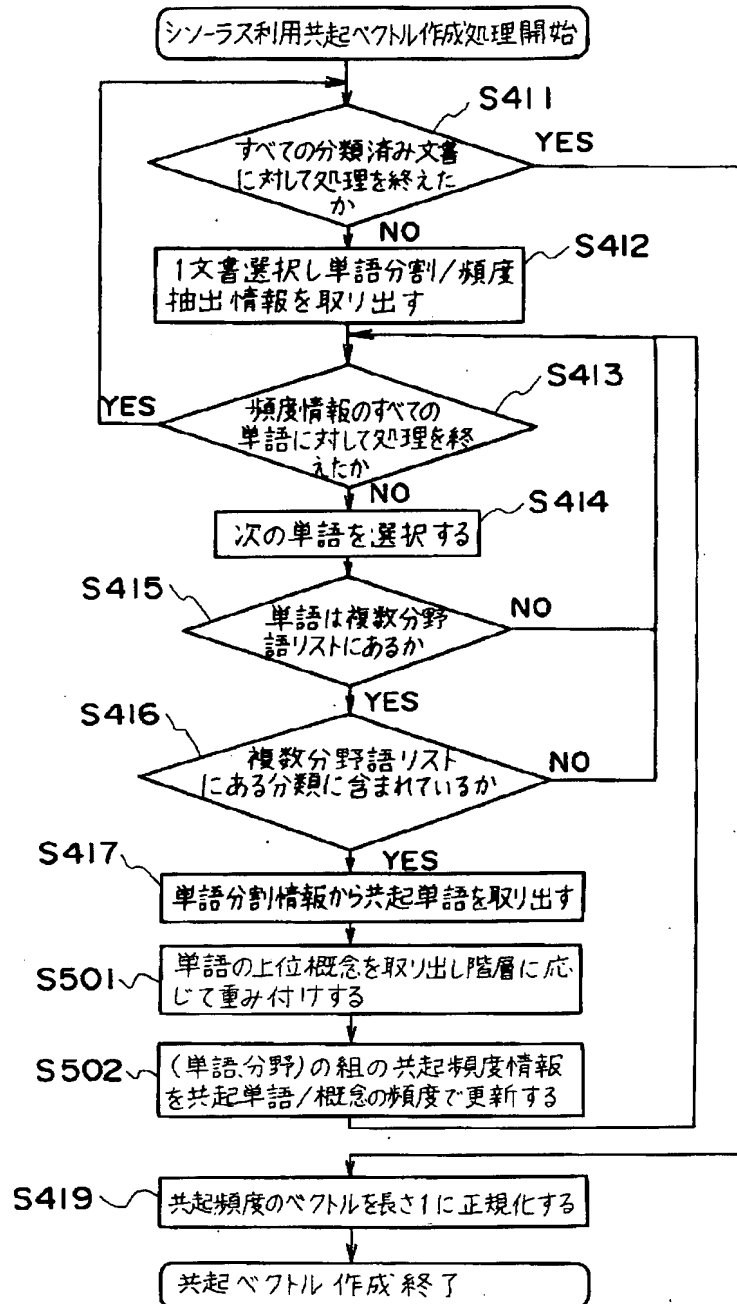 シソーラス利用共起ベクトル作成処理開始
S411
すべての分類済み文書
に対して処理を終えた
か
YES
NO
S412
1文書選択し単語分割/頻度
抽出情報を取り出す
S413
頻度情報のすべての
単語に対して処理を終
えたか
YES
NO
S414
次の単語を選択する
S415
単語は複数分野
語リストにあるか
NO
YES
S416
複数分野語リスト
にある分類に含まれているか
NO
YES
S417
単語分割情報から共起単語を取り出す
S501
単語の上位概念を取り出し階層に応
じて重み付けする
S502
(単語、分野)の組の共起頻度情報
を共起単語/概念の頻度で更新する
S419
共起頻度のベクトルを長さ1に正規化する
共起ベクトル作成終了